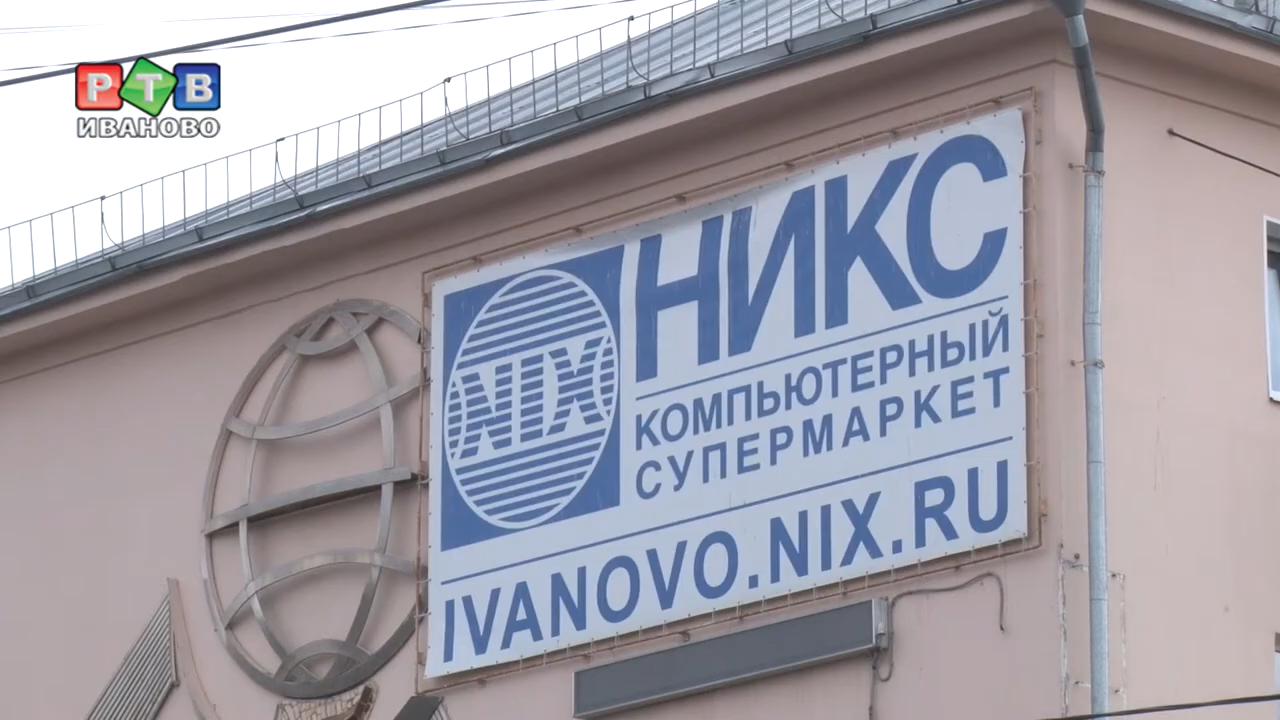 РТВ
ИВАНОВО
НИКС
NIX
КОМПЬЮТЕРНЫЙ
СУПЕРМАРКЕТ
IVANOVO.NIX.RU